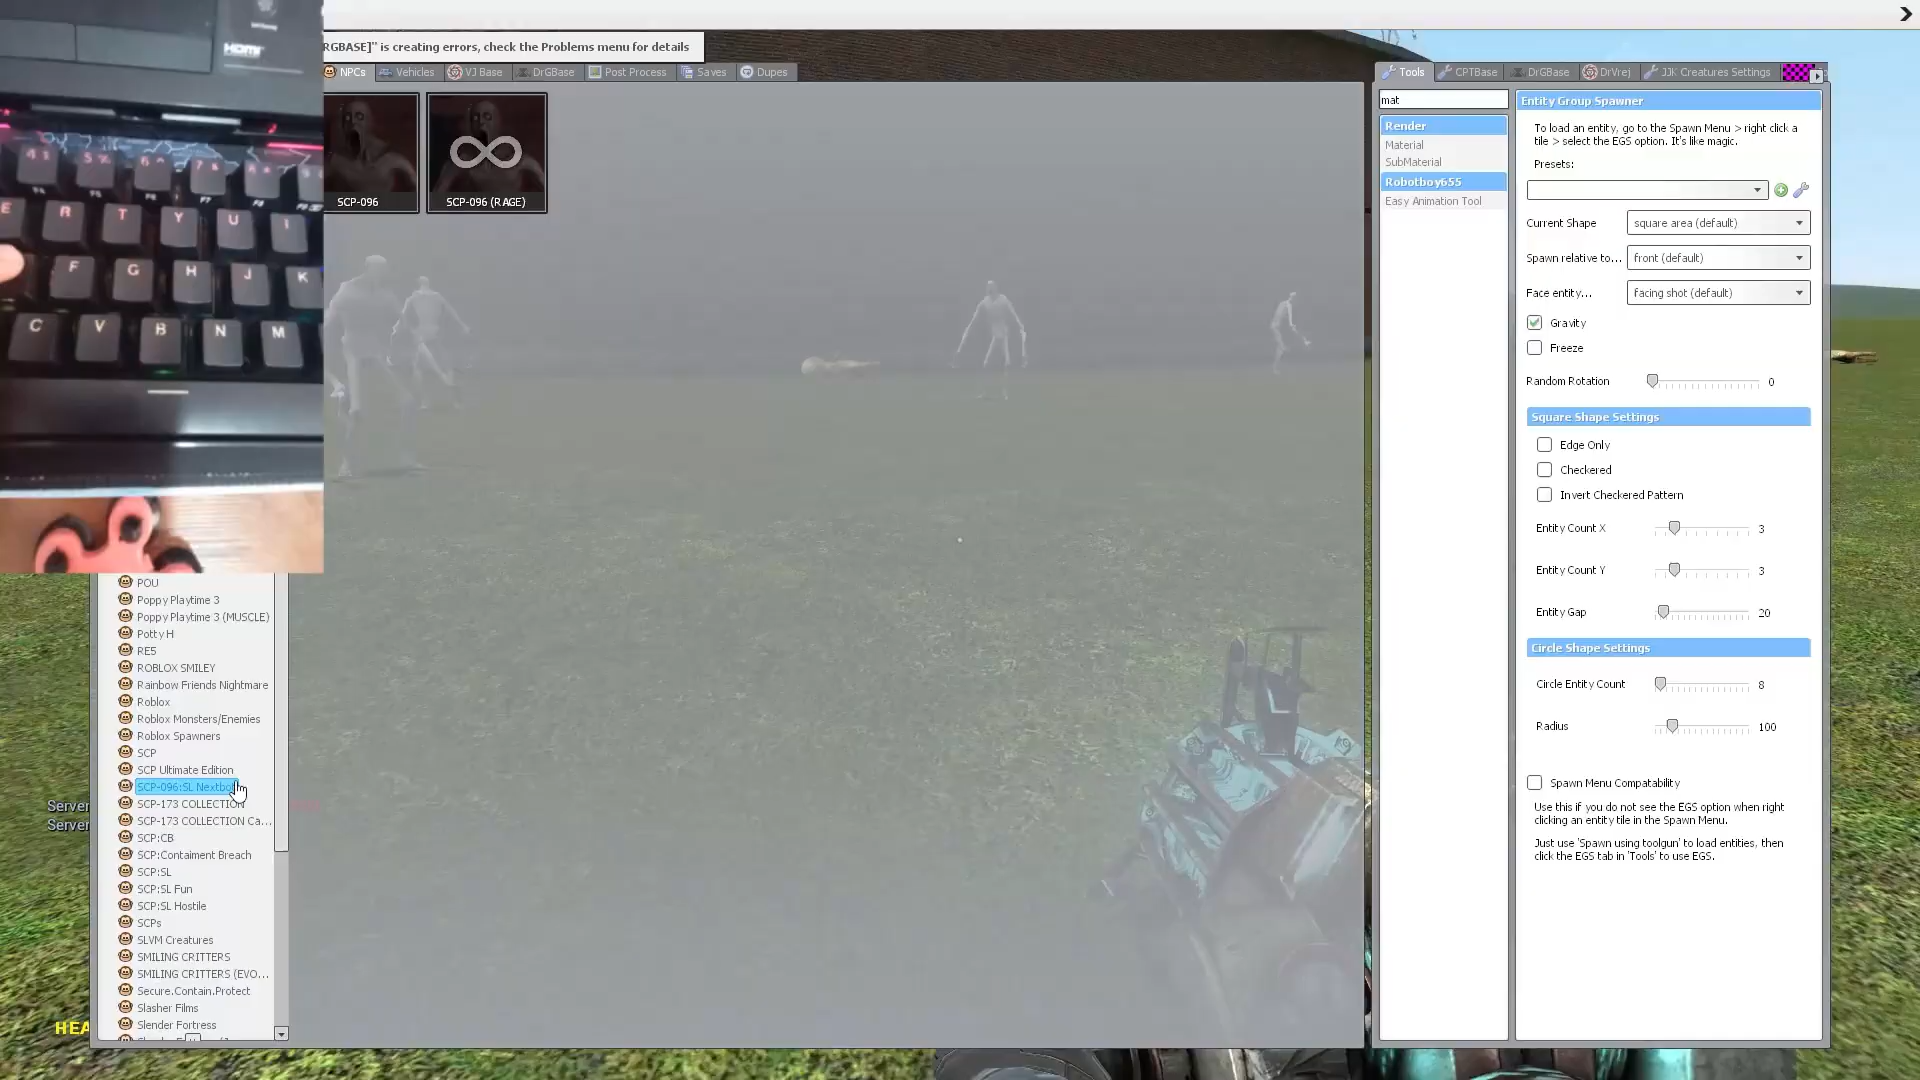 HDMI
RGBASE]" is creating errors, check the Problems menu for details
NPCs
Vehicles
VJ Base
DrGBase
Post Process
Saves
Dupes
SCP-096
SCP-096 (RAGE)
E R T Y U I
F G H J K
C V B N M
POU
Poppy Playtime 3
Poppy Playtime 3 (MUSCLE)
Potty H
RE5
ROBLOX SMILEY
Rainbow Friends Nightmare
Roblox
Roblox Monsters/Enemies
Roblox Spawners
SCP
SCP Ultimate Edition
SCP-096:SL
SCP-173 COLLECTION
SCP-173 COLLECTION Ca...
SCP:CB
SCP:Contaiment Breach
SCP:SL
SCP:SL Fun
SCP:SL Hostile
SCPs
SLVM Creatures
SMILING CRITTERS
SMILING CRITTERS (EVO...
Secure.Contain.Protect
Slasher Films
Slender Fortress
Server
Server
HEA
Tools
CPTBase
DrGBase
DrVrej
JJK Creatures Settings
mat
Render
Material
SubMaterial
Robotboy655
Easy Animation Tool
Entity Group Spawner
To load an entity, go to the Spawn Menu > right click a
tile > select the EGS option. It's like magic.
Presets:
Current Shape square area (default)
Spawn relative to... front (default)
Face entity... facing shot (default)
Gravity
Freeze
Random Rotation 0
Square Shape Settings
Edge Only
Checkered
Invert Checkered Pattern
Entity Count X 3
Entity Count Y 3
Entity Gap 20
Circle Shape Settings
Circle Entity Count 8
Radius 100
Spawn Menu Compatability
Use this if you do not see the EGS option when right
clicking an entity tile in the Spawn Menu.
Just use 'Spawn using toolgun' to load entities, then
click the EGS tab in 'Tools' to use EGS.